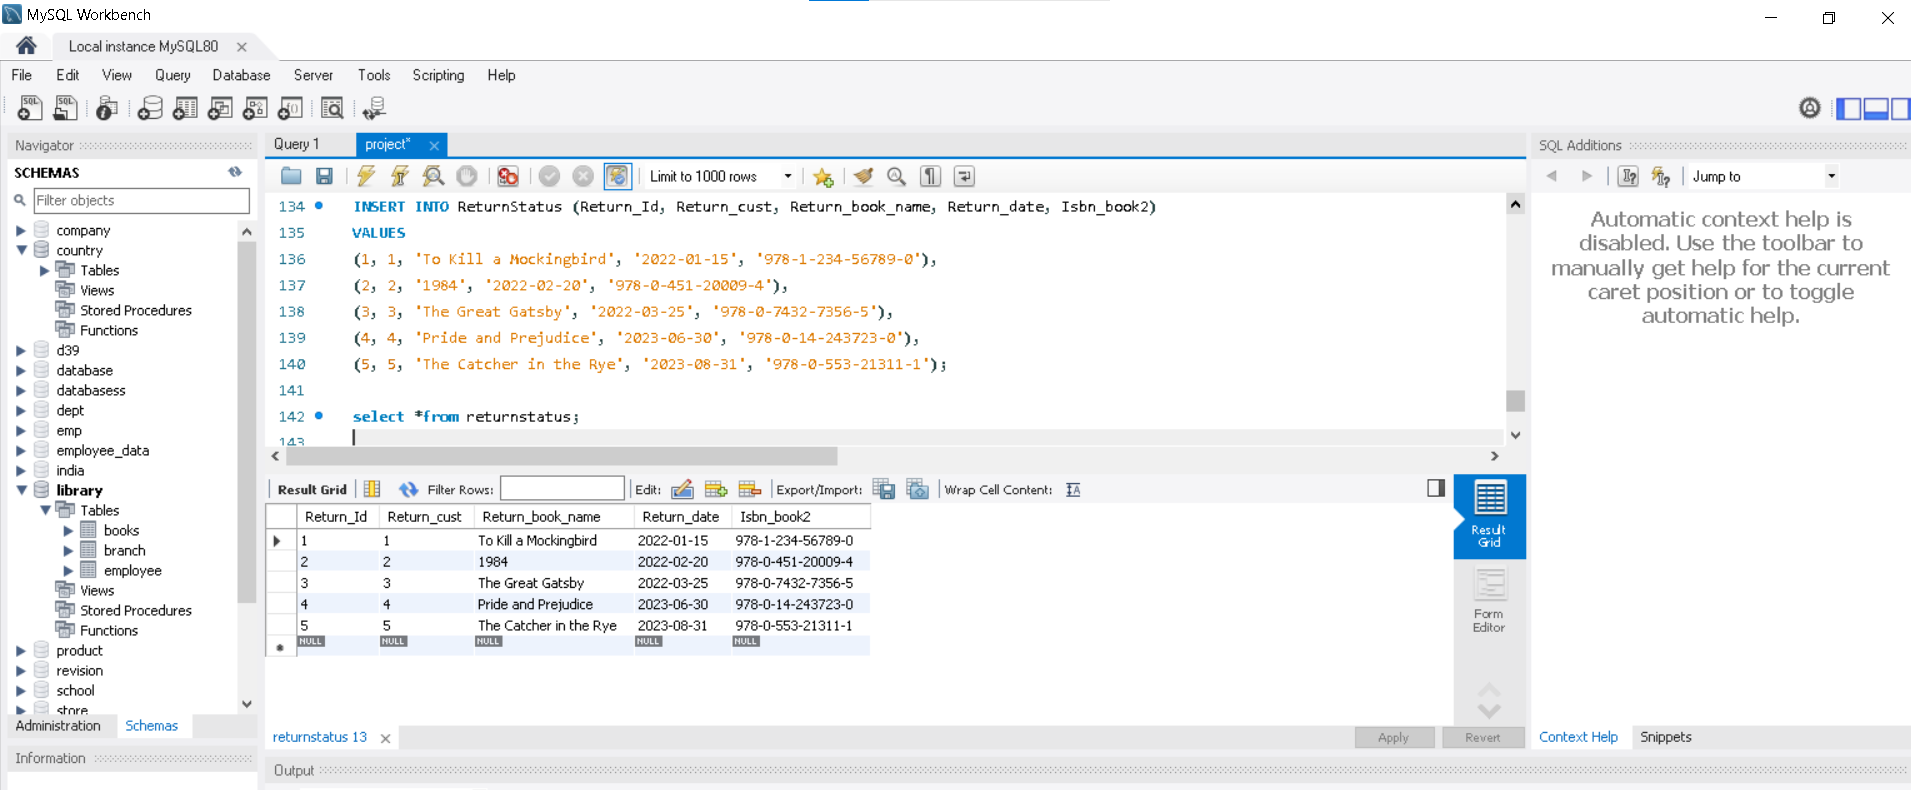 MySQL Workbench
Local instance MySQL80
File Edit View Query Database Server Tools Scripting Help
Navigator
SCHEMAS
Filter objects
company
country
Tables
Views
Stored Procedures
Functions
d39
database
databasess
dept
emp
employee_data
india
library
Tables
books
branch
employee
Views
Stored Procedures
Functions
product
revision
school
store
Administration Schemas
Information
Query 1 project*
Limit to 1000 rows
134 INSERT INTO ReturnStatus (Return_Id, Return_cust, Return_book_name, Return_date, Isbn_book2)
135 VALUES
136 (1, 1, 'To Kill a Mockingbird', '2022-01-15', '978-1-234-56789-0'),
137 (2, 2, '1984', '2022-02-20', '978-0-451-20009-4'),
138 (3, 3, 'The Great Gatsby', '2022-03-25', '978-0-7432-7356-5'),
139 (4, 4, 'Pride and Prejudice', '2023-06-30', '978-0-14-243723-0'),
140 (5, 5, 'The Catcher in the Rye', '2023-08-31', '978-0-553-21311-1');
141
142 select *from returnstatus;
143
Result Grid Filter Rows: Edit: Export/Import: Wrap Cell Content: IA
Return_Id Return_cust Return_book_name Return_date Isbn_book2
1 1 To Kill a Mockingbird 2022-01-15 978-1-234-56789-0
2 2 1984 2022-02-20 978-0-451-20009-4
3 3 The Great Gatsby 2022-03-25 978-0-7432-7356-5
4 4 Pride and Prejudice 2023-06-30 978-0-14-243723-0
5 5 The Catcher in the Rye 2023-08-31 978-0-553-21311-1
NULL NULL NULL NULL NULL
Result
Grid
Form
Editor
returnstatus 13
Apply Revert
Output
SQL Additions
Jump to
Automatic context help is
disabled. Use the toolbar to
manually get help for the current
caret position or to toggle
automatic help.
Context Help Snippets